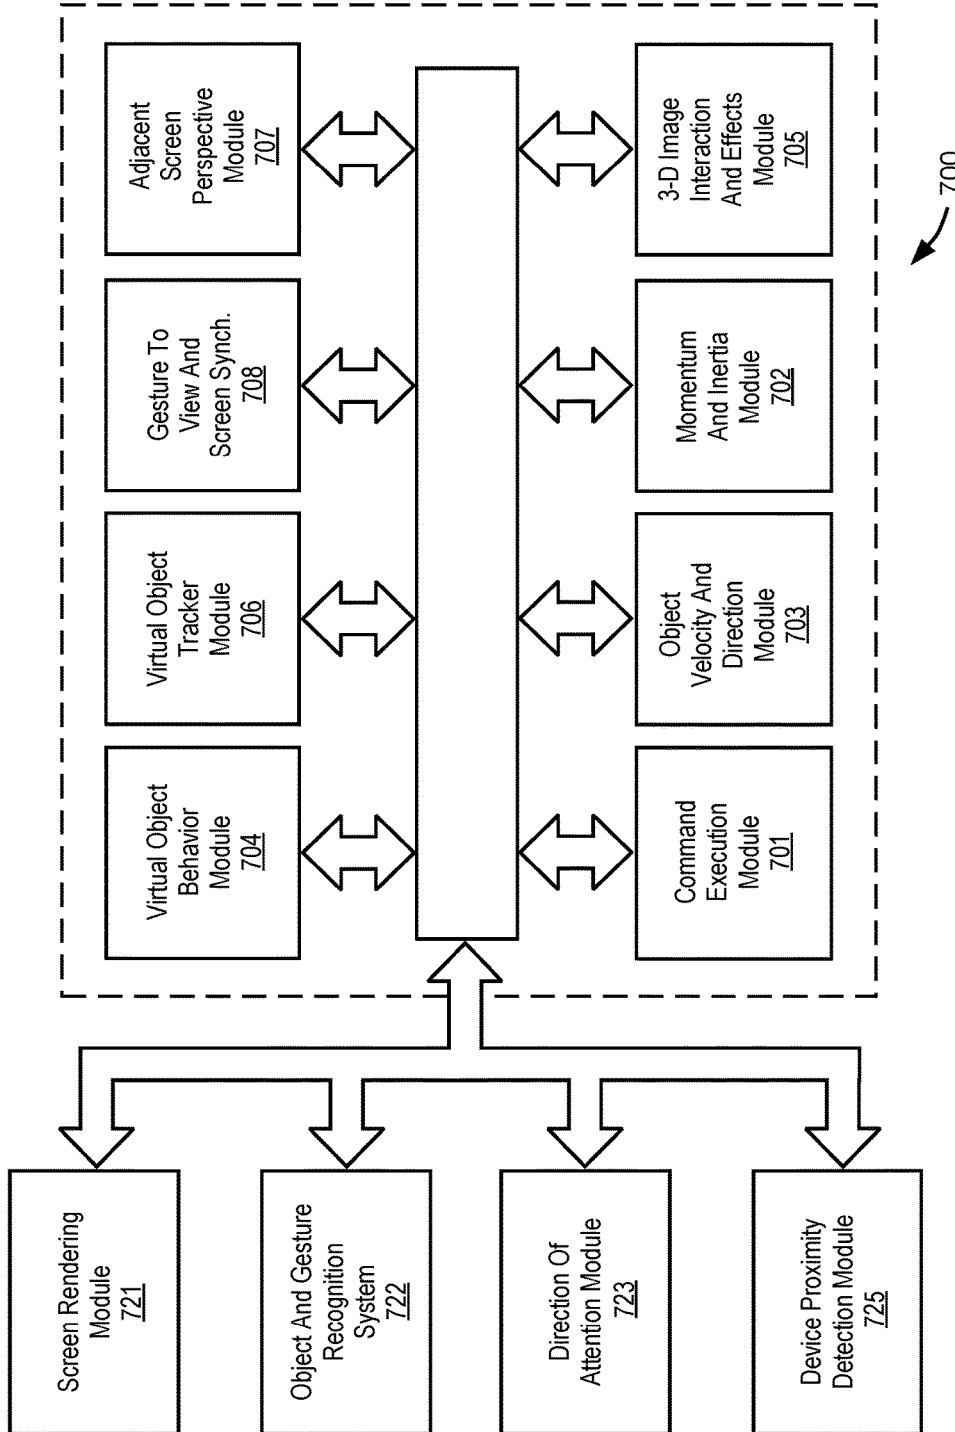 Screen Rendering
Module
721
Object And Gesture
Recognition
System
722
Direction Of
Attention Module
723
Device Proximity
Detection Module
725
Virtual Object
Behavior
Module
704
Virtual Object
Tracker
Module
706
Gesture To
View And
Screen Synch.
708
Adjacent
Screen
Perspective
Module
707
Command
Execution
Module
701
Object
Velocity And
Direction
Module
703
Momentum
And Inertia
Module
702
3-D Image
Interaction
And Effects
Module
705
700